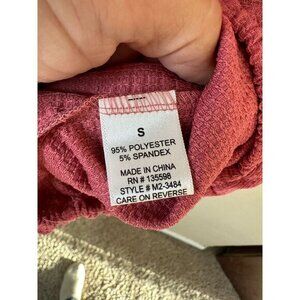 S
95% POLYESTER
5% SPANDEX
MADE IN CHINA
RN # 135598
STYLE # M2-3484
CARE ON REVERSE